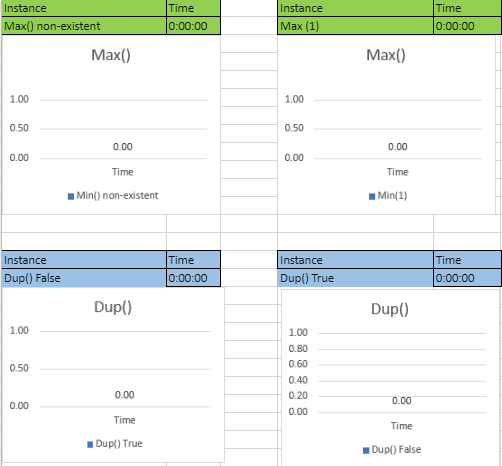 Instance Time
Max() non-existent 0:00:00
Max()
1.00
0.50
0.00
0.00
Time
Min() non-existent
Instance Time
Max (1) 0:00:00
Max()
1.00
0.50
0.00
0.00
Time
Min(1)
Instance Time
Dup() False 0:00:00
Dup()
1.00
0.50
0.00
0.00
Time
Dup() True
Instance Time
Dup() True 0:00:00
Dup()
1.00
0.80
0.60
0.40
0.20
0.00
0.00
Time
Dup() False